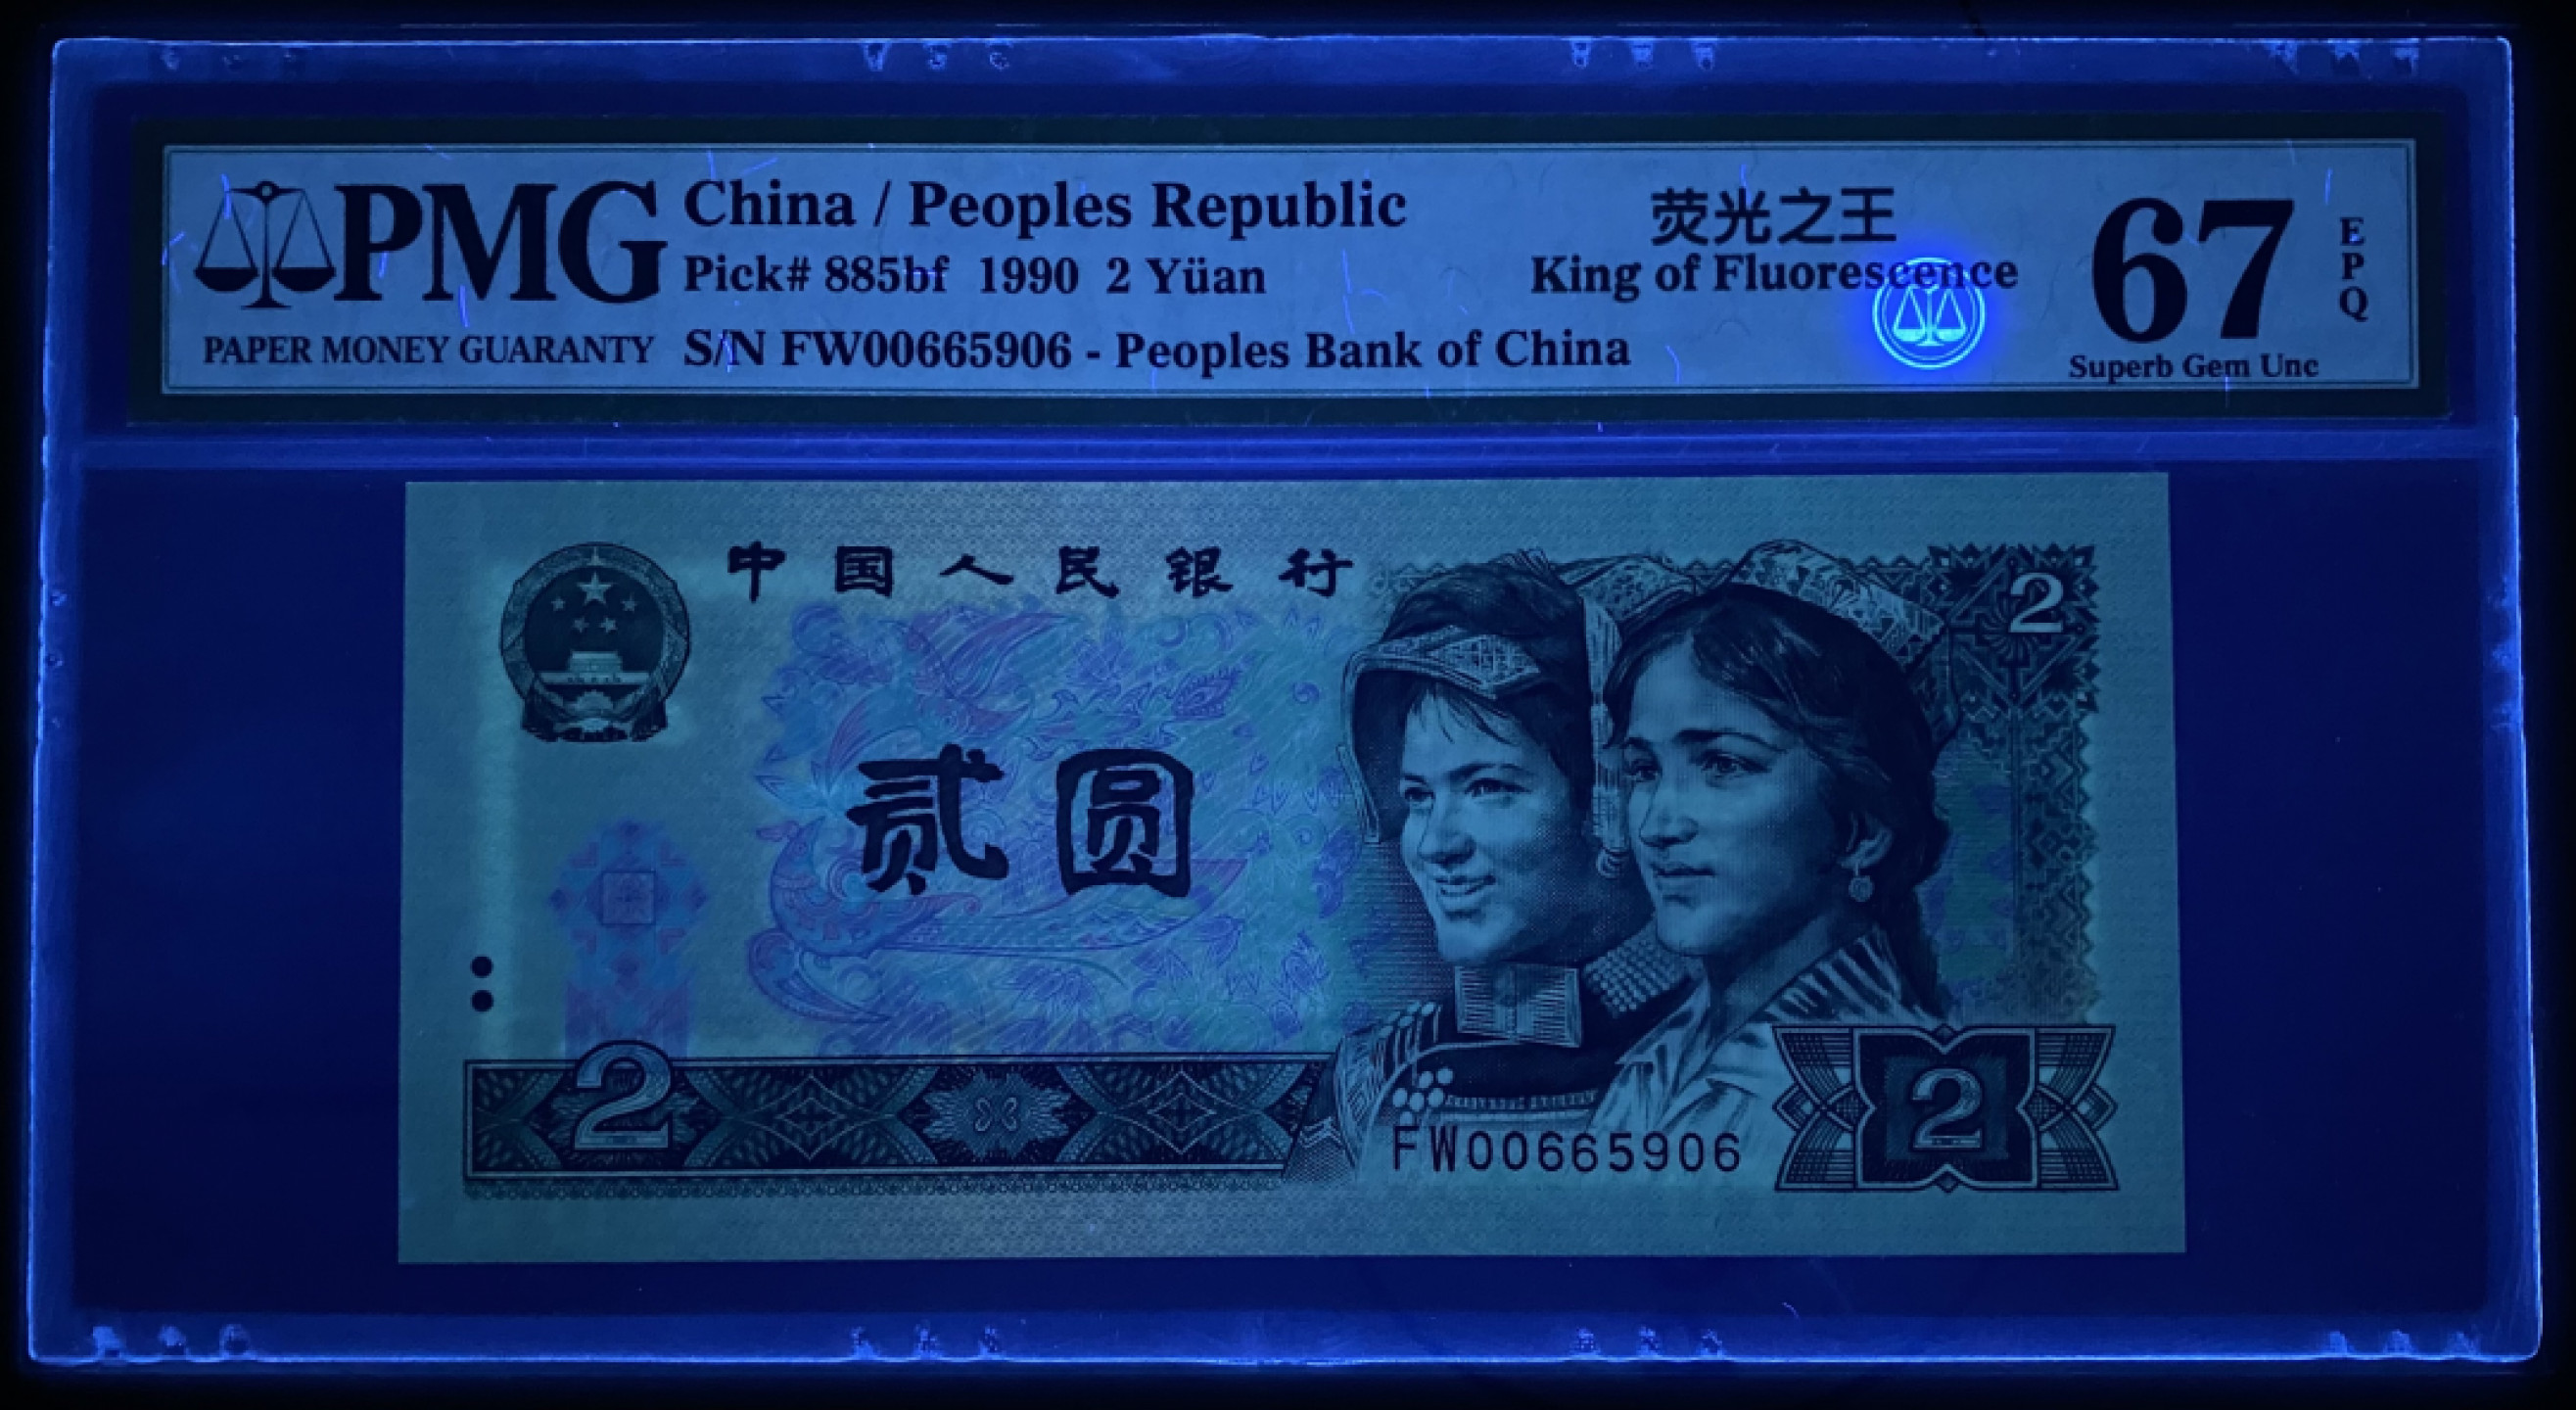 PMG
PAPER MONEY GUARANTY
China / Peoples Republic
Pick# 885bf 1990 2 Yüan
S/N FW00665906 - Peoples Bank of China
荧光之王
King of Fluorescence
67
EPQ
Superb Gem Unc
中国人民银行
2
贰圆
2
FW00665906
2